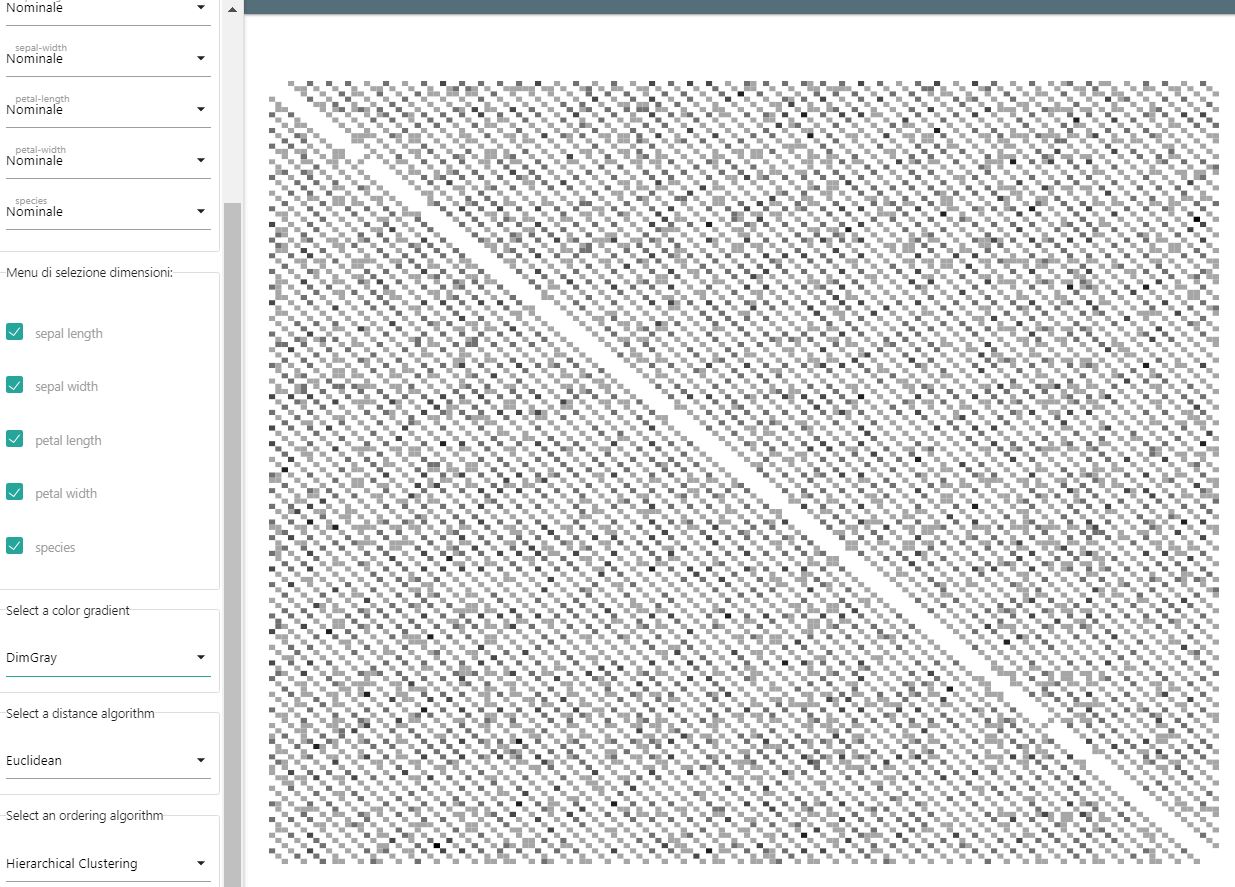 Nominale
sepal-width
Nominale
petal-length
Nominale
petal-width
Nominale
species
Nominale
Menu di selezione dimensioni:
sepal length
sepal width
petal length
petal width
species
Select a color gradient
DimGray
Select a distance algorithm
Euclidean
Select an ordering algorithm
Hierarchical Clustering